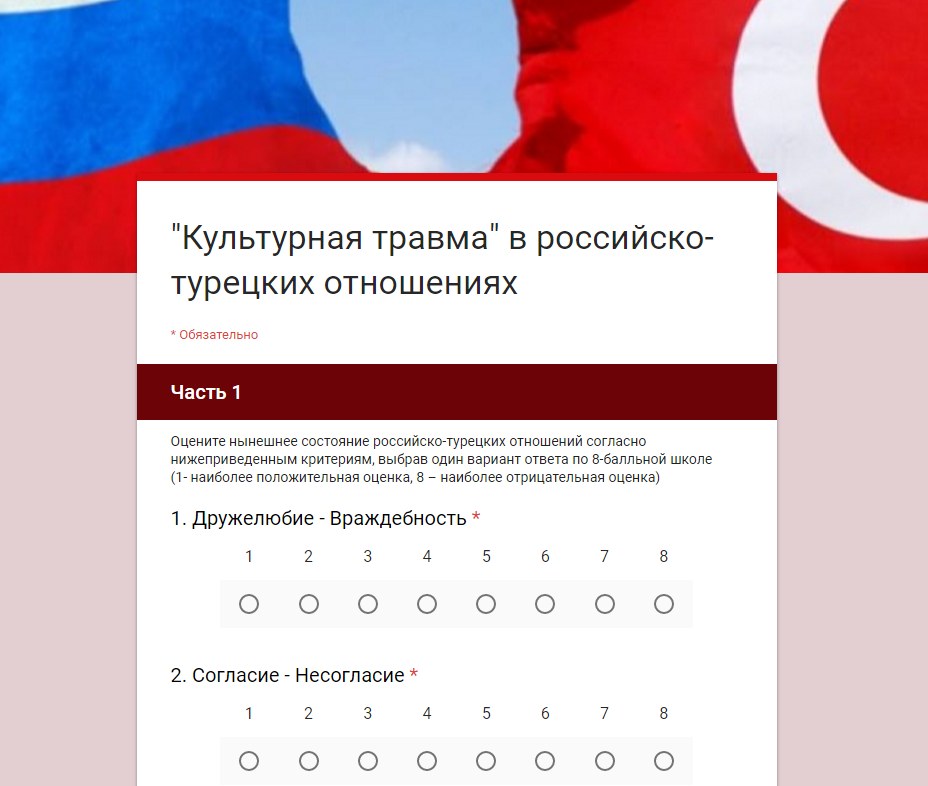 "Культурная травма" в российско-
турецких отношениях
* Обязательно
Часть 1
Оцените нынешнее состояние российско-турецких отношений согласно
нижеприведенным критериям, выбрав один вариант ответа по 8-балльной школе
(1- наиболее положительная оценка, 8 – наиболее отрицательная оценка)
1. Дружелюбие - Враждебность *
1 2 3 4 5 6 7 8
2. Согласие - Несогласие *
1 2 3 4 5 6 7 8